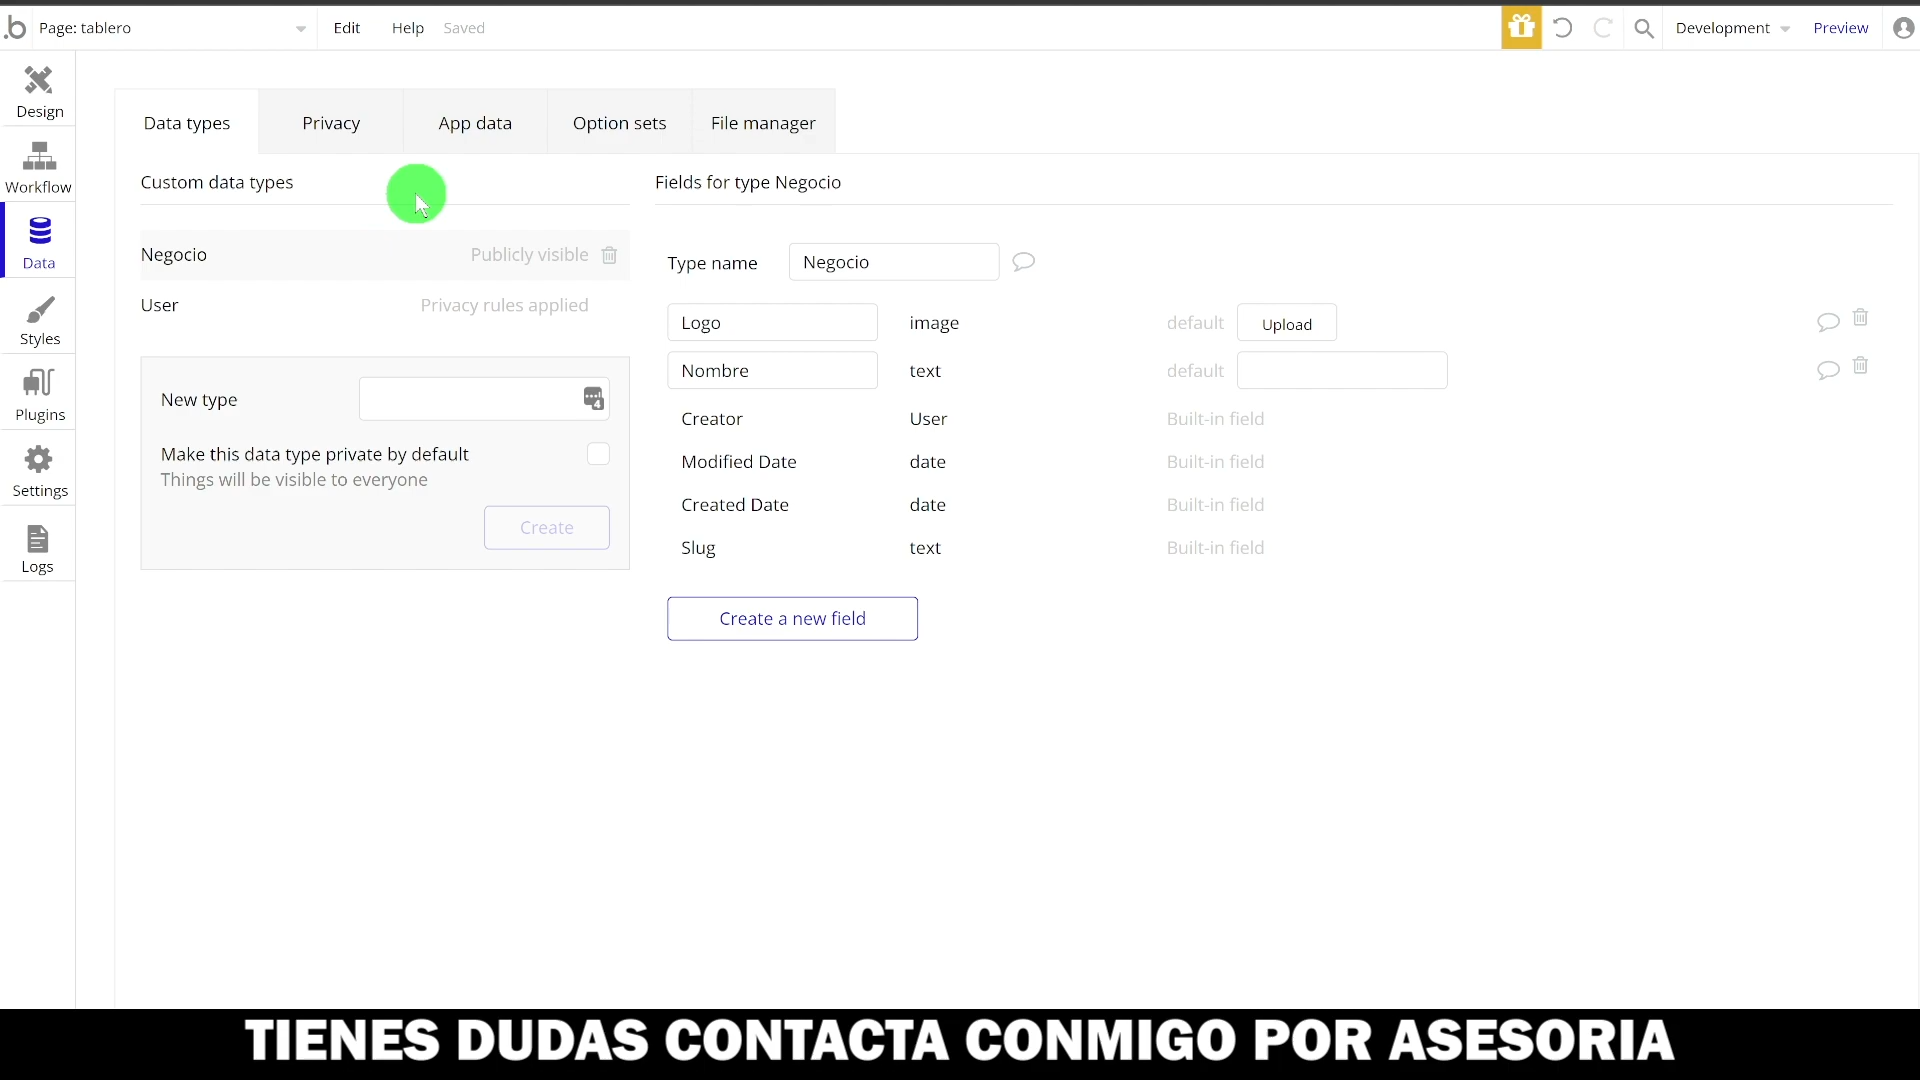 .b Page: tablero Edit Help Saved Development Preview
Design
Workflow
Data
Styles
Plugins
Settings
Logs
Data types Privacy App data Option sets File manager
Custom data types
Negocio Publicly visible
User Privacy rules applied
New type
4
Make this data type private by default
Things will be visible to everyone
Create
Fields for type Negocio
Type name Negocio
Logo image default Upload
Nombre text default
Creator User Built-in field
Modified Date date Built-in field
Created Date date Built-in field
Slug text Built-in field
Create a new field
TIENES DUDAS CONTACTA CONMIGO POR ASESORIA